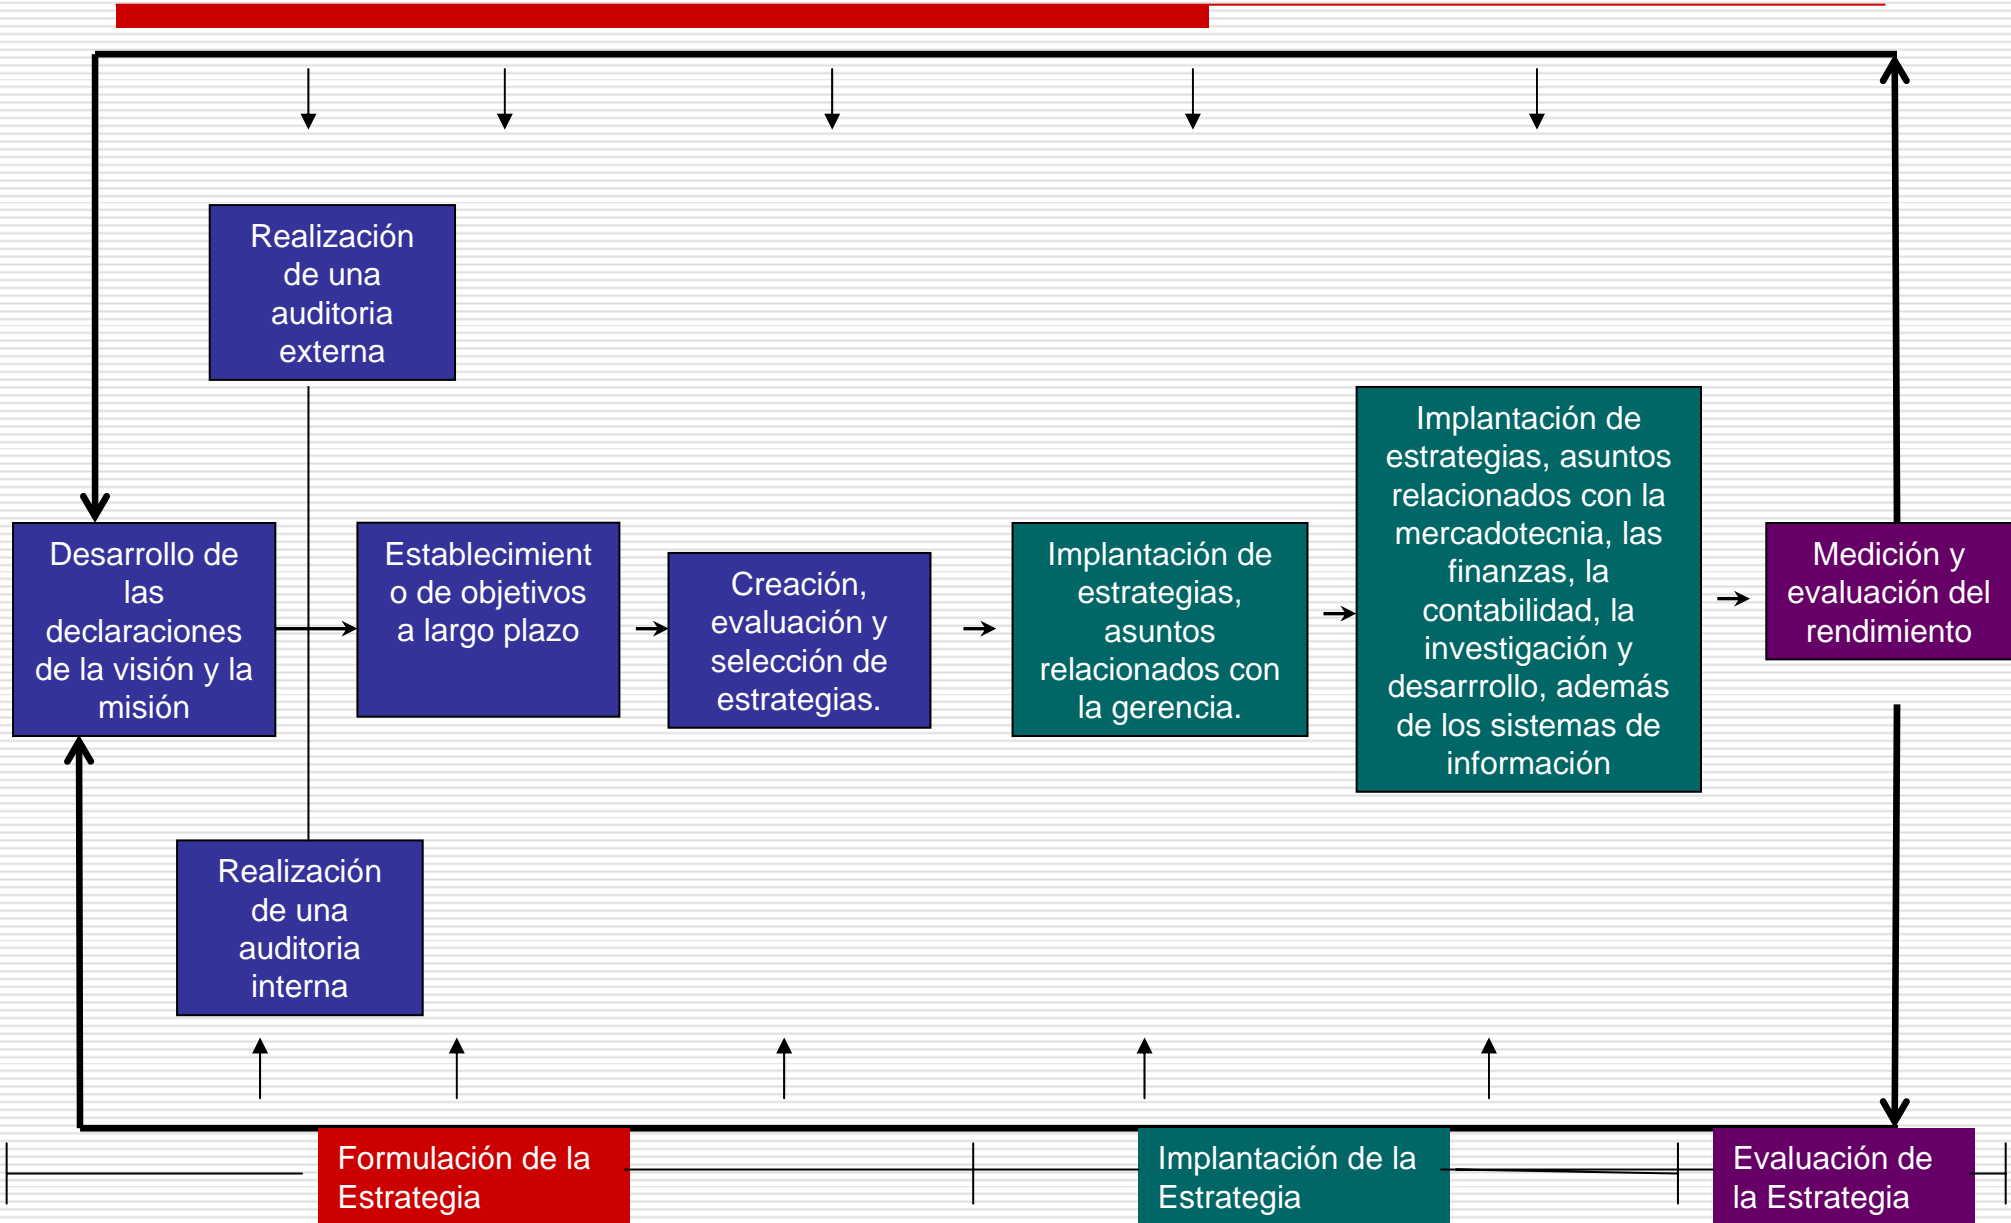 Realización
de una
auditoria
externa
Desarrollo de
las
declaraciones
de la visión y la
misión
Establecimient
o de objetivos
a largo plazo
Creación,
evaluación y
selección de
estrategias.
Implantación de
estrategias,
asuntos
relacionados con
la gerencia.
Implantación de
estrategias, asuntos
relacionados con la
mercadotecnia, las
finanzas, la
contabilidad, la
investigación y
desarrrollo, además
de los sistemas de
información
Medición y
evaluación del
rendimiento
Realización
de una
auditoria
interna
Formulación de la
Estrategia
Implantación de la
Estrategia
Evaluación de
la Estrategia